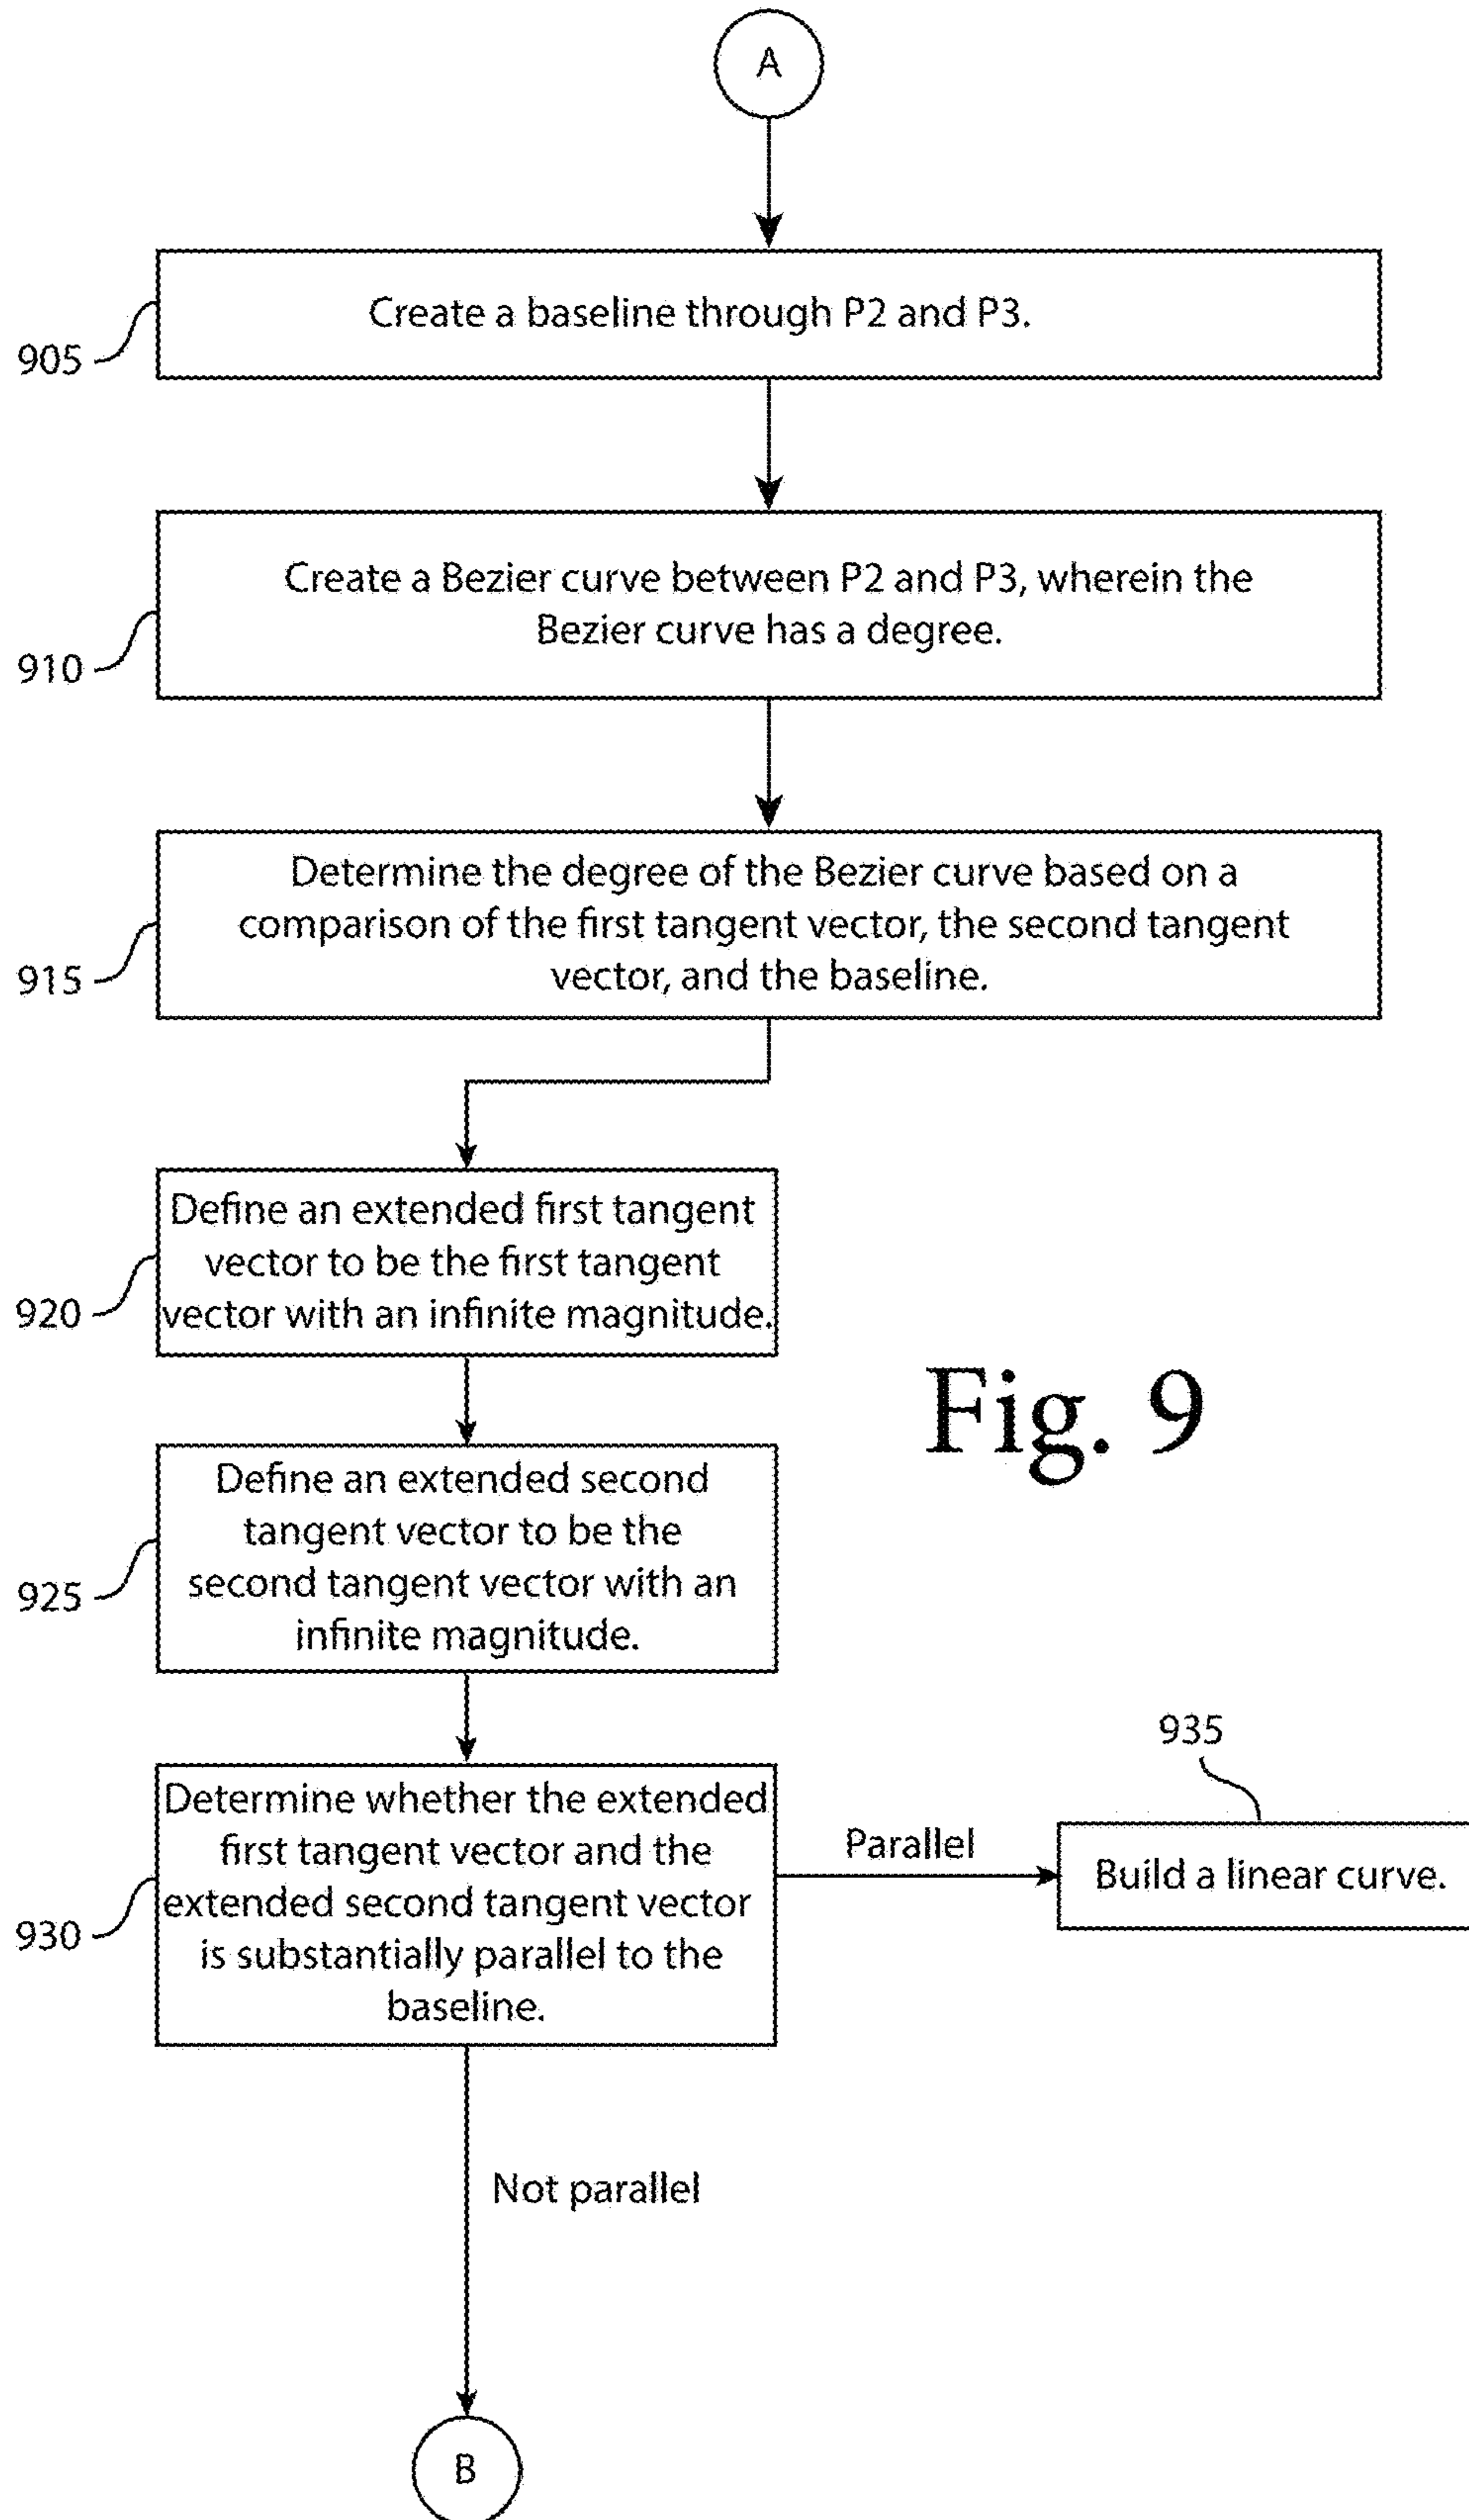 A
Create a baseline through P2 and P3.
905
Create a Bezier curve between P2 and P3, wherein the
Bezier curve has a degree.
910
Determine the degree of the Bezier curve based on a
comparison of the first tangent vector, the second tangent
vector, and the baseline.
915
Define an extended first tangent
vector to be the first tangent
vector with an infinite magnitude.
920
Fig. 9
Define an extended second
tangent vector to be the
second tangent vector with an
infinite magnitude.
925
Determine whether the extended
first tangent vector and the
extended second tangent vector
is substantially parallel to the
baseline.
930
Parallel
935
Build a linear curve.
Not parallel
B